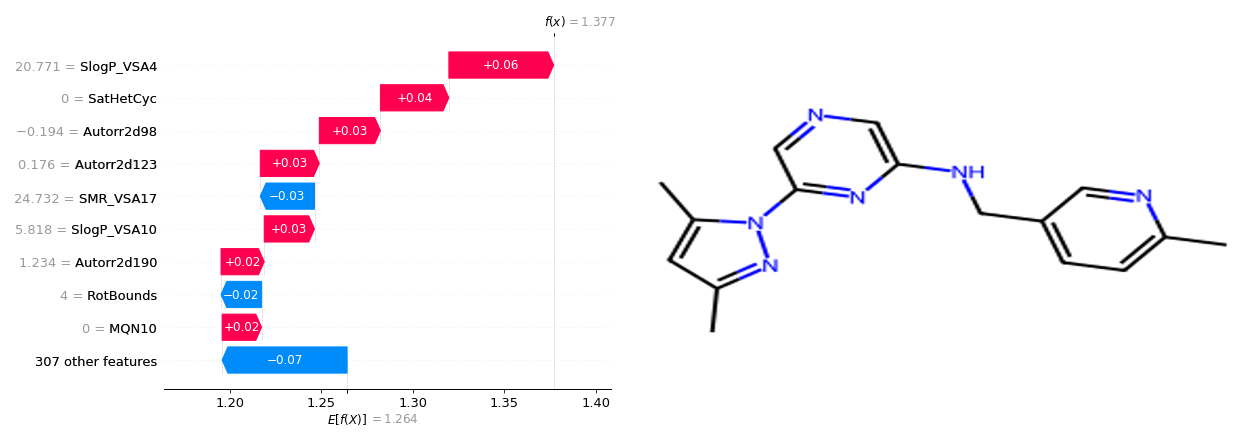 f(x) = 1.377
20.771 = SlogP_VSA4
+0.06
0 = SatHetCyc
+0.04
−0.194 = Autorr2d98
+0.03
0.176 = Autorr2d123
+0.03
24.732 = SMR_VSA17
−0.03
5.818 = SlogP_VSA10
+0.03
1.234 = Autorr2d190
+0.02
4 = RotBounds
−0.02
0 = MQN10
+0.02
307 other features
−0.07
1.20 1.25 1.30 1.35 1.40
E[f(X)] = 1.264
N
N
NH
N
N
N